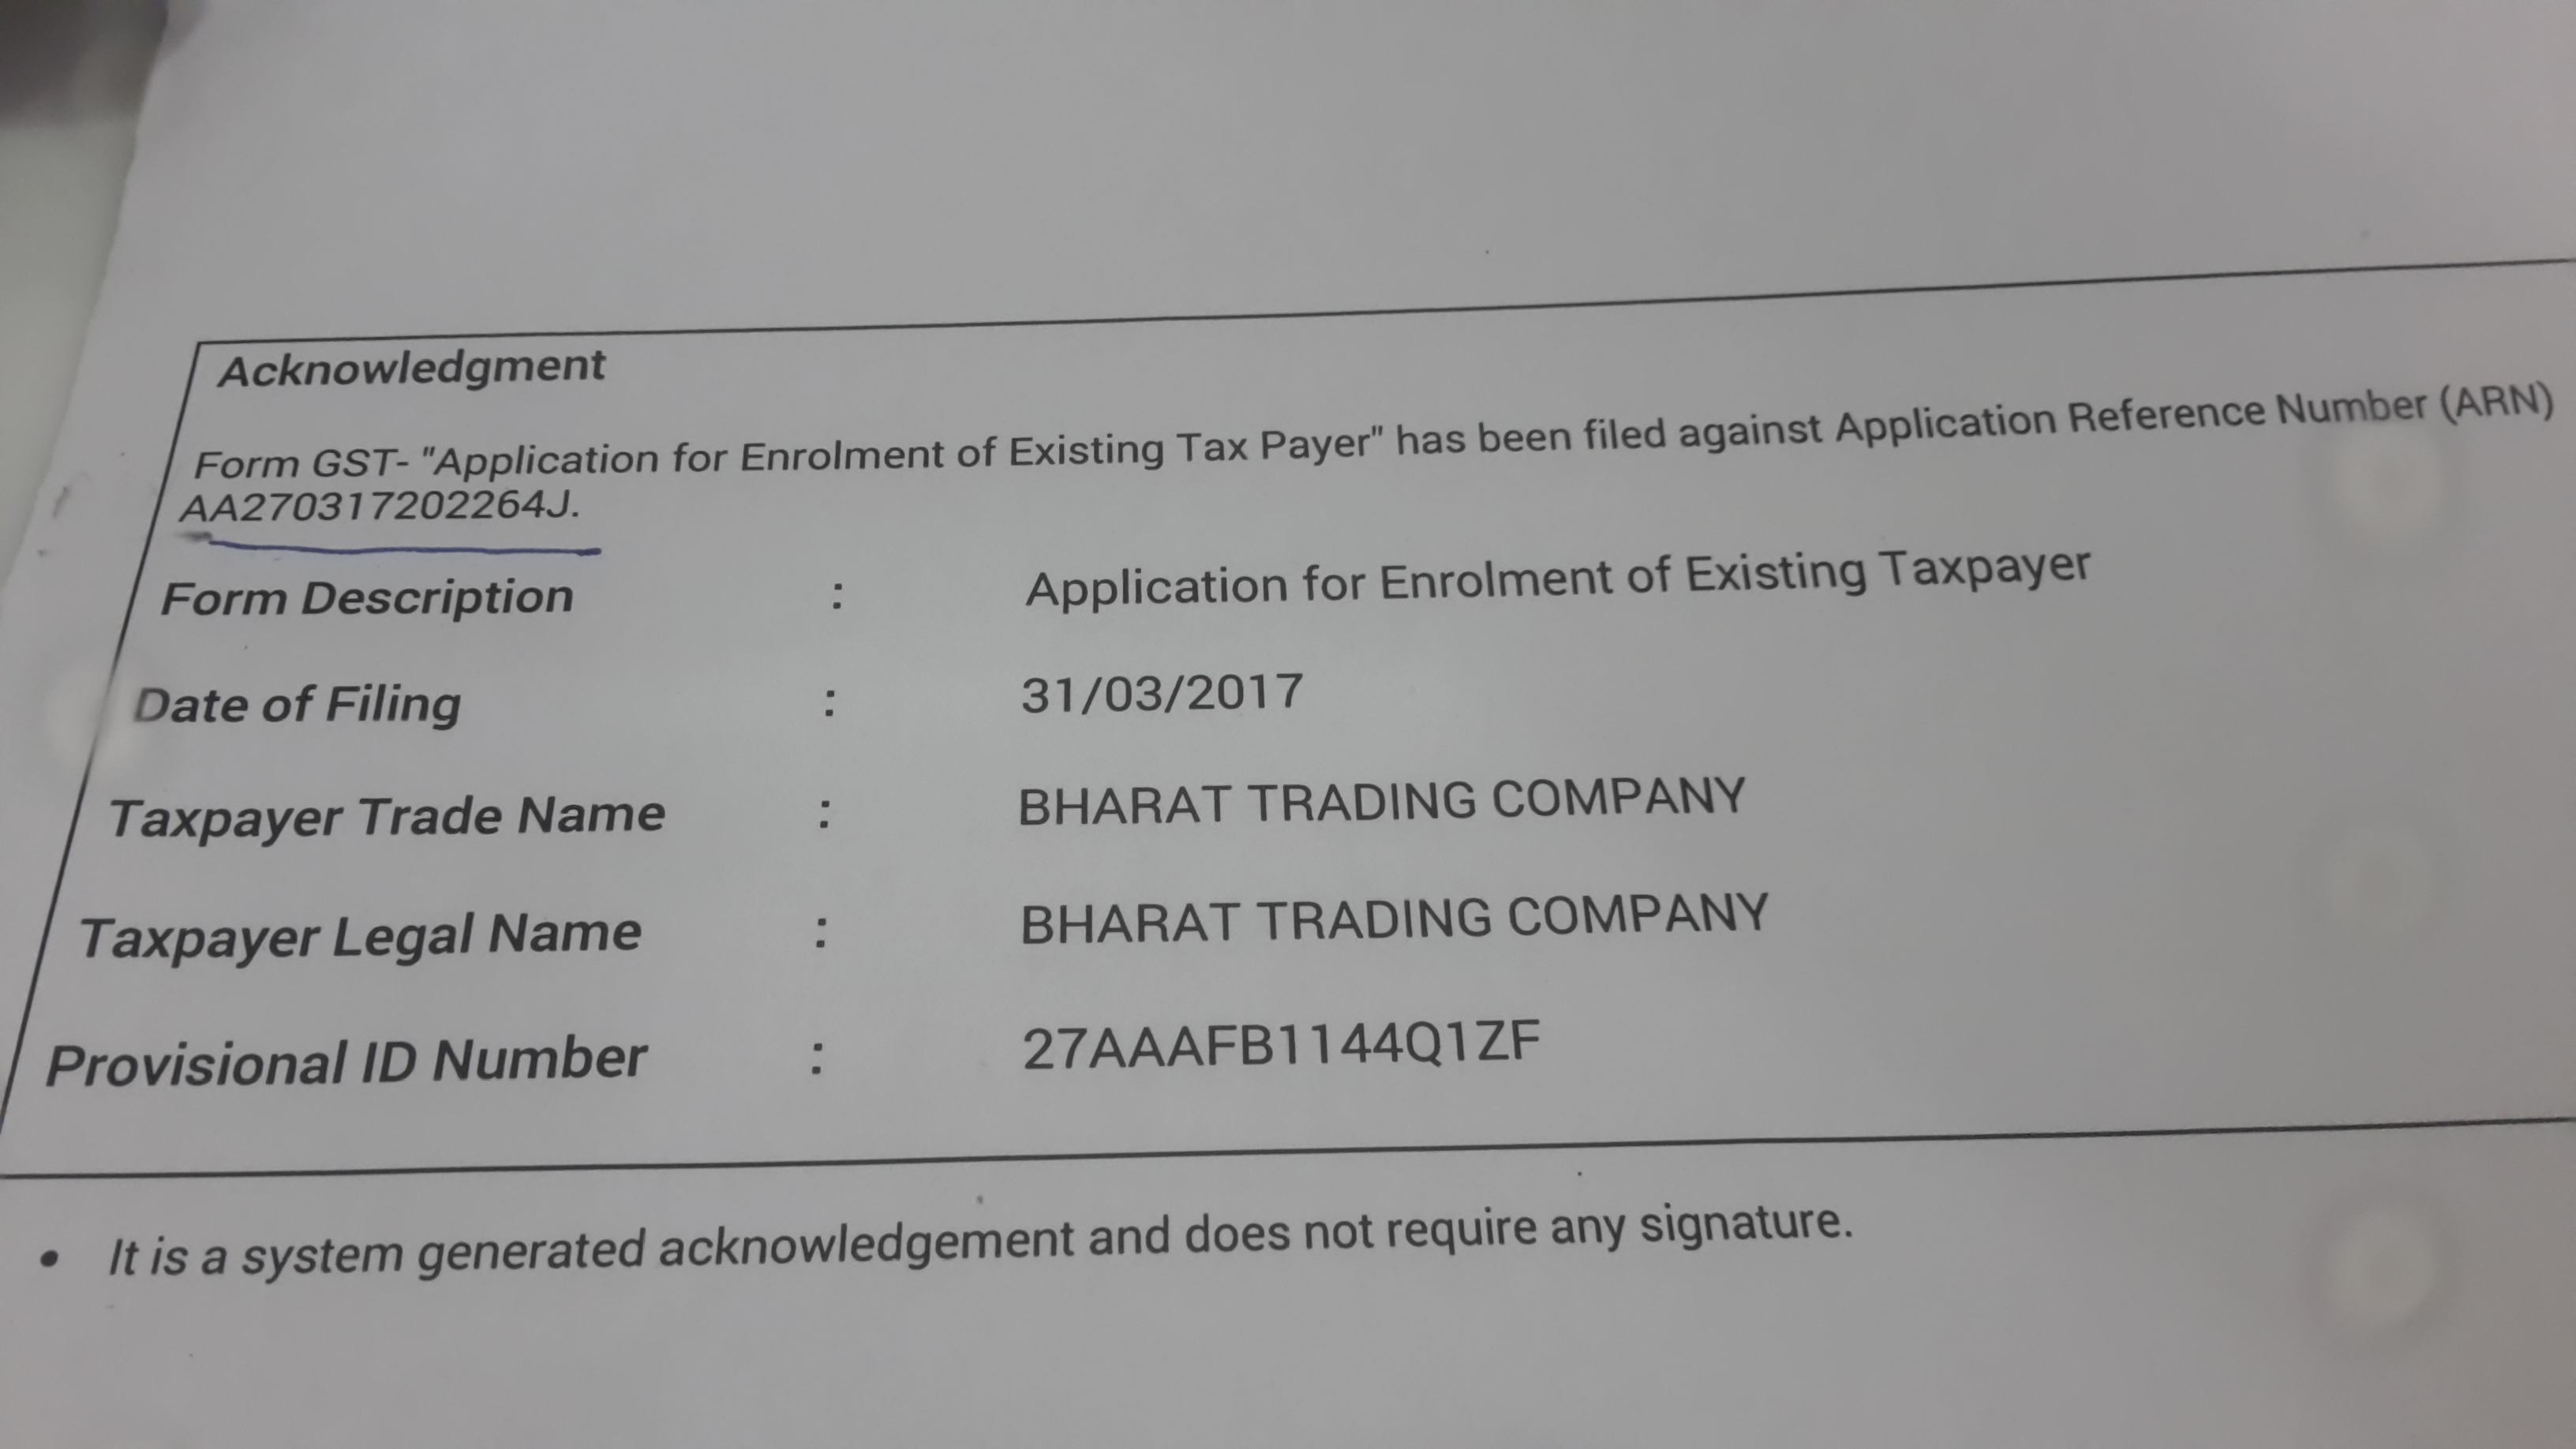 Acknowledgment
Form GST- "Application for Enrolment of Existing Tax Payer" has been filed against Application Reference Number (ARN)
AA270317202264J.
Form Description : Application for Enrolment of Existing Taxpayer
Date of Filing : 31/03/2017
Taxpayer Trade Name : BHARAT TRADING COMPANY
Taxpayer Legal Name : BHARAT TRADING COMPANY
Provisional ID Number : 27AAAFB1144Q1ZF
• It is a system generated acknowledgement and does not require any signature.